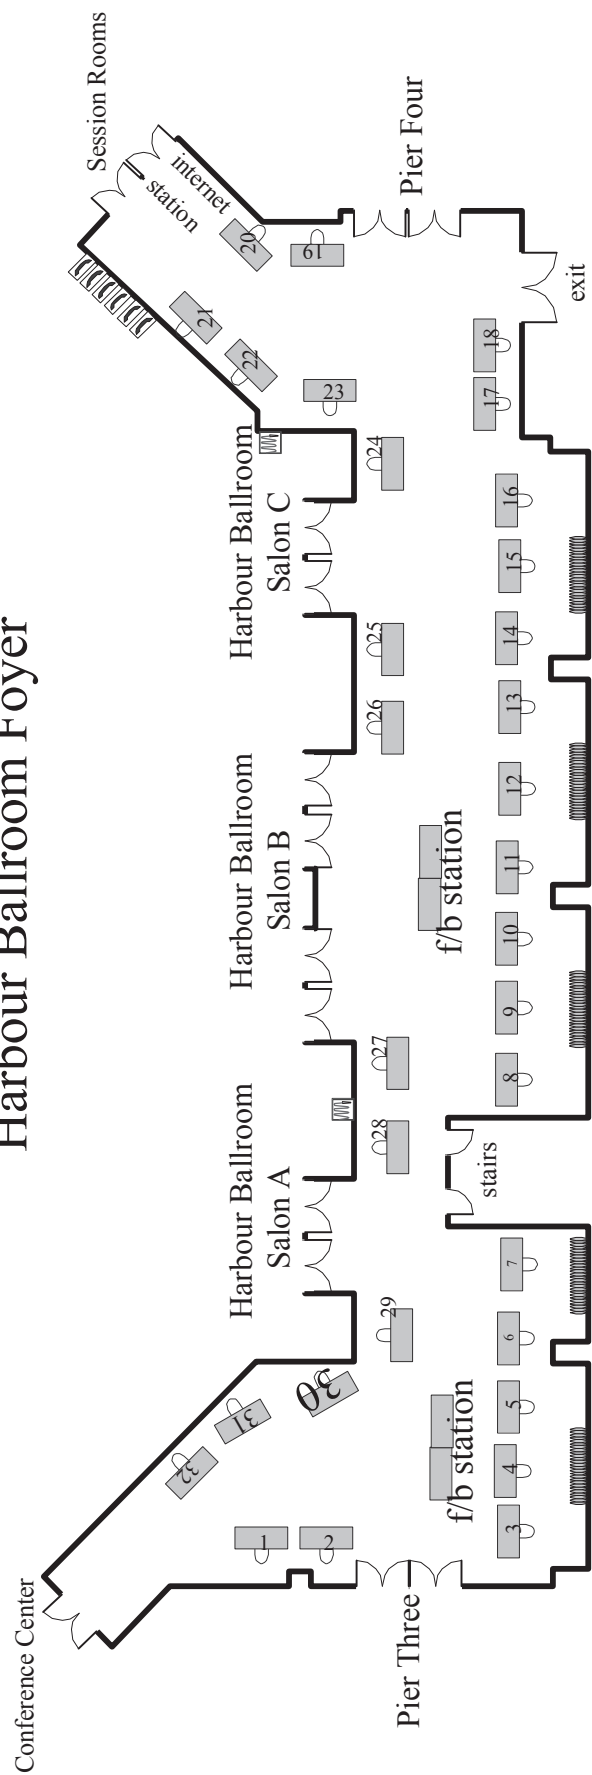 Harbour Ballroom Foyer
Conference Center
Session Rooms
internet
station
Harbour Ballroom
Salon A
Harbour Ballroom
Salon B
Harbour Ballroom
Salon C
Pier Three
Pier Four
f/b station
f/b station
stairs
exit
1
2
3
4
5
6
7
8
9
10
11
12
13
14
15
16
17
18
19
20
21
22
23
24
25
26
27
28
29
30
31
32